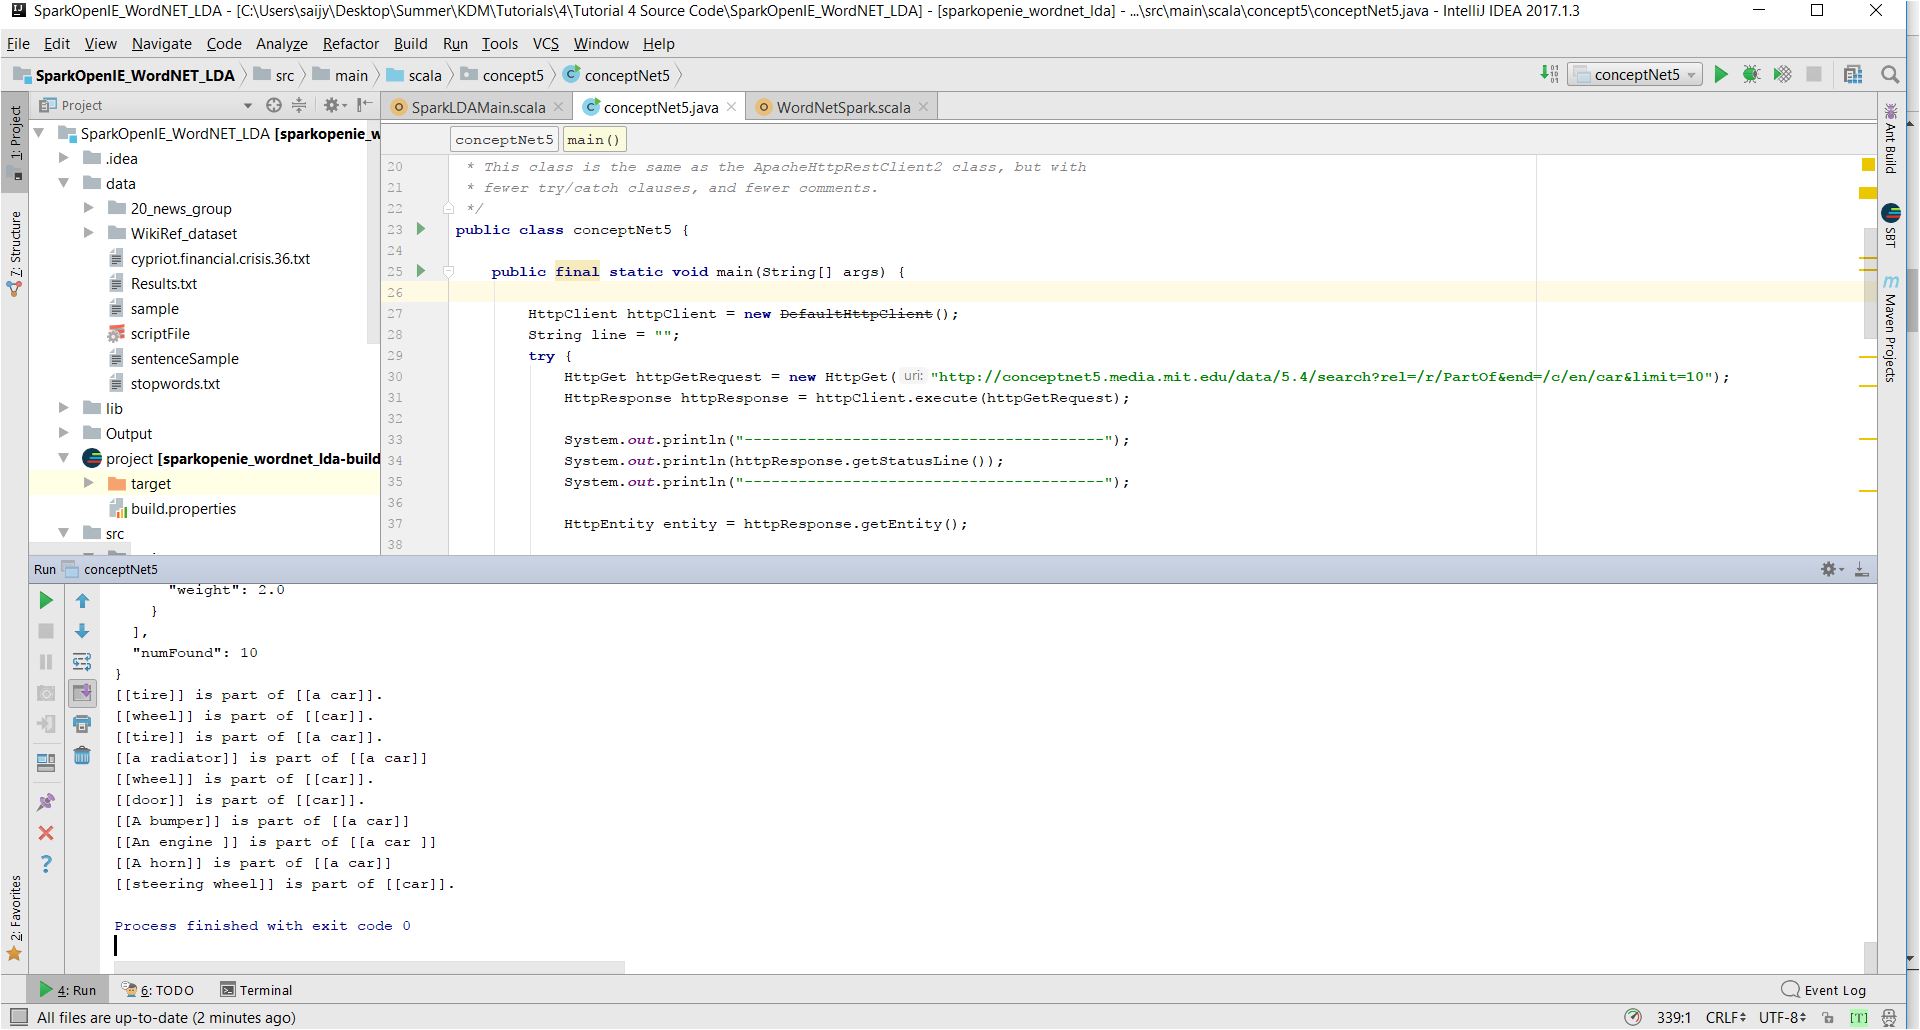 SparkOpenIE_WordNET_LDA - [C:\Users\saijy\Desktop\Summer\KDM\Tutorials\4\Tutorial 4 Source Code\SparkOpenIE_WordNET_LDA] - [sparkopenie_wordnet_lda] - ...\src\main\scala\concept5\conceptNet5.java - IntelliJ IDEA 2017.1.3
File Edit View Navigate Code Analyze Refactor Build Run Tools VCS Window Help
SparkOpenIE_WordNET_LDA src main scala concept5 conceptNet5
conceptNet5
Project
SparkLDAMain.scala conceptNet5.java WordNetSpark.scala
1: Project
7: Structure
2: Favorites
SparkOpenIE_WordNET_LDA [sparkopenie_w
.idea
data
20_news_group
WikiRef_dataset
cypriot.financial.crisis.36.txt
Results.txt
sample
scriptFile
sentenceSample
stopwords.txt
lib
Output
project [sparkopenie_wordnet_lda-build
target
build.properties
src
conceptNet5 main()
20 * This class is the same as the ApacheHttpRestClient2 class, but with
21 * fewer try/catch clauses, and fewer comments.
22 */
23 public class conceptNet5 {
24
25 public final static void main(String[] args) {
26
27 HttpClient httpClient = new DefaultHttpClient();
28 String line = "";
29 try {
30 HttpGet httpGetRequest = new HttpGet( uri: "http://conceptnet5.media.mit.edu/data/5.4/search?rel=/r/PartOf&end=/c/en/car&limit=10");
31 HttpResponse httpResponse = httpClient.execute(httpGetRequest);
32
33 System.out.println("----------------------------------------");
34 System.out.println(httpResponse.getStatusLine());
35 System.out.println("----------------------------------------");
36
37 HttpEntity entity = httpResponse.getEntity();
38
Ant Build
SBT
Maven Projects
Run conceptNet5
"weight": 2.0
}
],
"numFound": 10
}
[[tire]] is part of [[a car]].
[[wheel]] is part of [[car]].
[[tire]] is part of [[a car]].
[[a radiator]] is part of [[a car]]
[[wheel]] is part of [[car]].
[[door]] is part of [[car]].
[[A bumper]] is part of [[a car]]
[[An engine ]] is part of [[a car ]]
[[A horn]] is part of [[a car]]
[[steering wheel]] is part of [[car]].
Process finished with exit code 0
4: Run 6: TODO Terminal Event Log
All files are up-to-date (2 minutes ago) 339:1 CRLF UTF-8 [T]